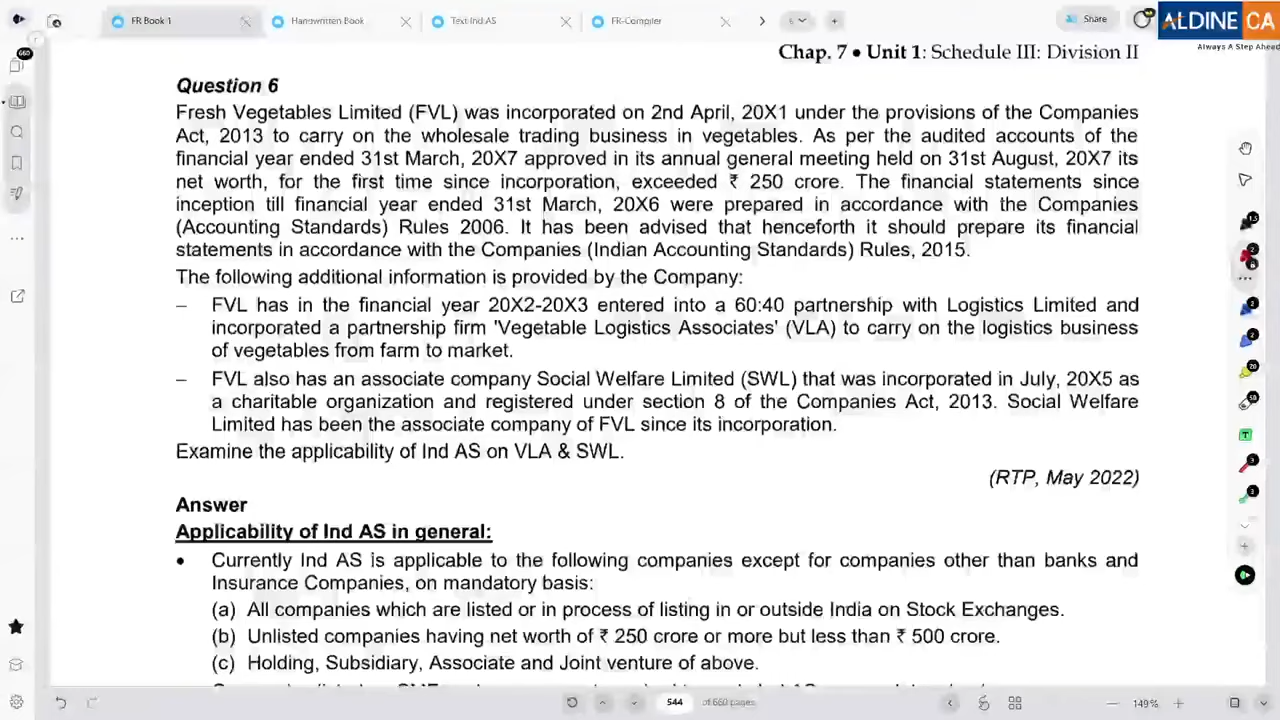 FR Book 1
Handwritten Book
Text Ind AS
FR-Compiler
Share
ALDINE CA
Always A Step Ahead
Chap. 7 • Unit 1: Schedule III: Division II
Question 6
Fresh Vegetables Limited (FVL) was incorporated on 2nd April, 20X1 under the provisions of the Companies
Act, 2013 to carry on the wholesale trading business in vegetables. As per the audited accounts of the
financial year ended 31st March, 20X7 approved in its annual general meeting held on 31st August, 20X7 its
net worth, for the first time since incorporation, exceeded ₹ 250 crore. The financial statements since
inception till financial year ended 31st March, 20X6 were prepared in accordance with the Companies
(Accounting Standards) Rules 2006. It has been advised that henceforth it should prepare its financial
statements in accordance with the Companies (Indian Accounting Standards) Rules, 2015.
The following additional information is provided by the Company:
– FVL has in the financial year 20X2-20X3 entered into a 60:40 partnership with Logistics Limited and
incorporated a partnership firm 'Vegetable Logistics Associates' (VLA) to carry on the logistics business
of vegetables from farm to market.
– FVL also has an associate company Social Welfare Limited (SWL) that was incorporated in July, 20X5 as
a charitable organization and registered under section 8 of the Companies Act, 2013. Social Welfare
Limited has been the associate company of FVL since its incorporation.
Examine the applicability of Ind AS on VLA & SWL.
(RTP, May 2022)
Answer
Applicability of Ind AS in general:
• Currently Ind AS is applicable to the following companies except for companies other than banks and
Insurance Companies, on mandatory basis:
(a) All companies which are listed or in process of listing in or outside India on Stock Exchanges.
(b) Unlisted companies having net worth of ₹ 250 crore or more but less than ₹ 500 crore.
(c) Holding, Subsidiary, Associate and Joint venture of above.
544 of 660 pages
149%